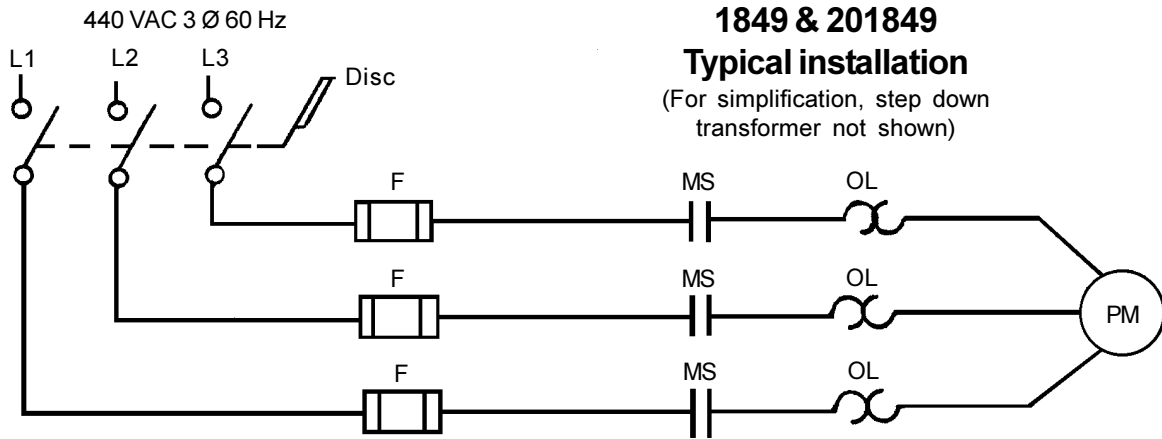 440 VAC 3 Ø 60 Hz
1849 & 201849
Typical installation
(For simplification, step down
transformer not shown)
L1
L2
L3
Disc
F
MS
OL
F
MS
OL
PM
F
MS
OL